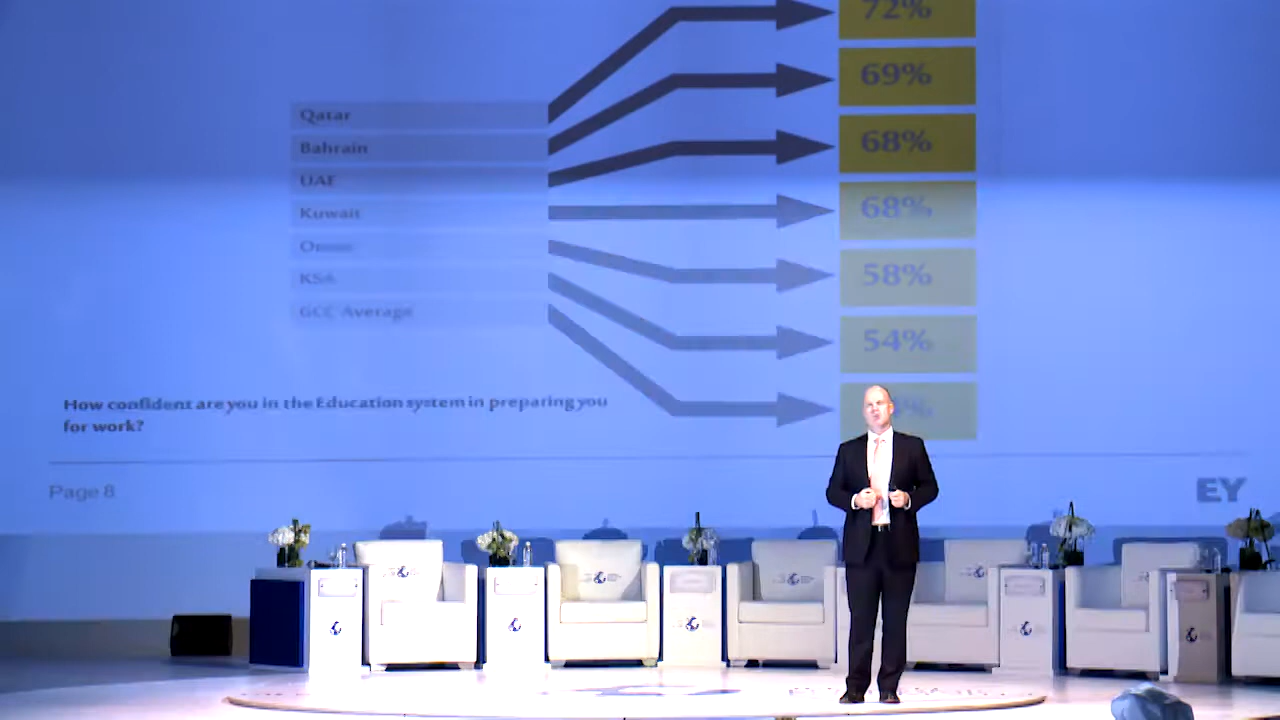 72%
69%
Qatar
68%
Bahrain
UAE
68%
Kuwait
Oman
58%
KSA
GCC Average
54%
How confident are you in the Education system in preparing you
for work?
Page 8
EY